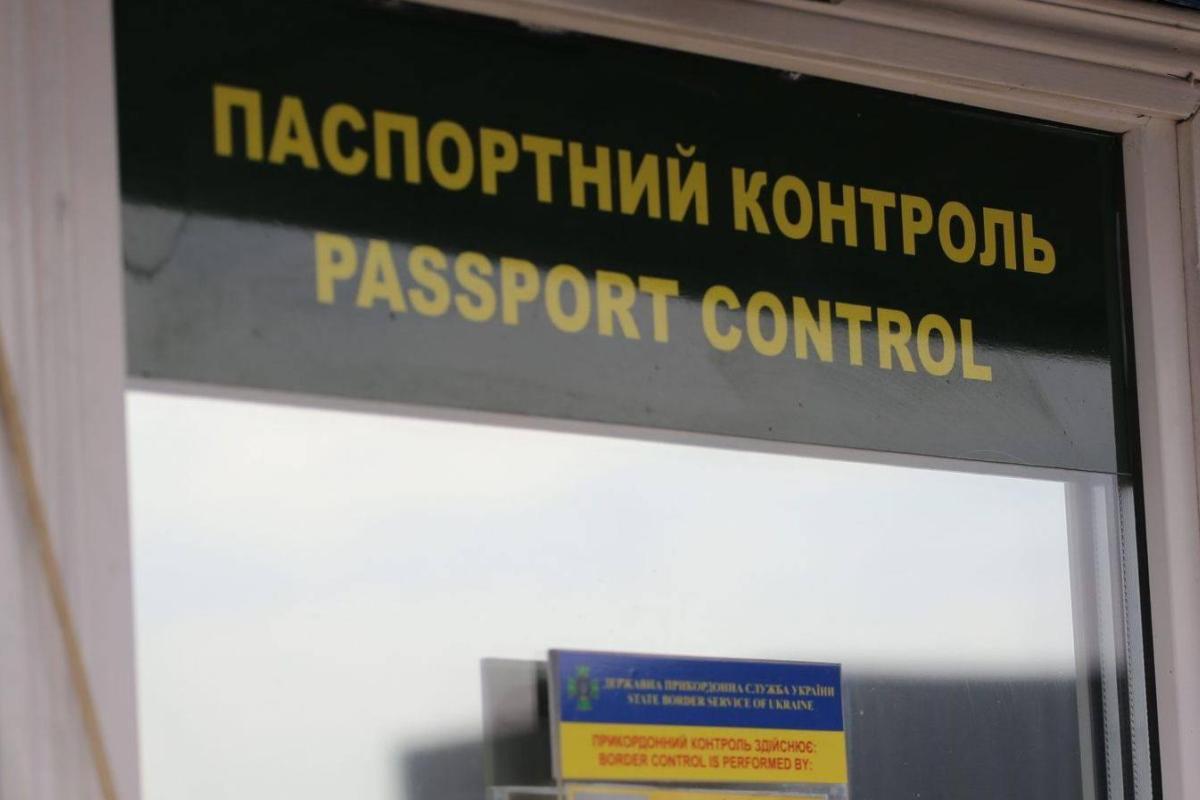 ПАСПОРТНИЙ КОНТРОЛЬ
PASSPORT CONTROL
ДЕРЖАВНА ПРИКОРДОННА СЛУЖБА УКРАЇНИ
STATE BORDER SERVICE OF UKRAINE
ПРИКОРДОННИЙ КОНТРОЛЬ ЗДІЙСНЮЄ:
BORDER CONTROL IS PERFORMED BY: